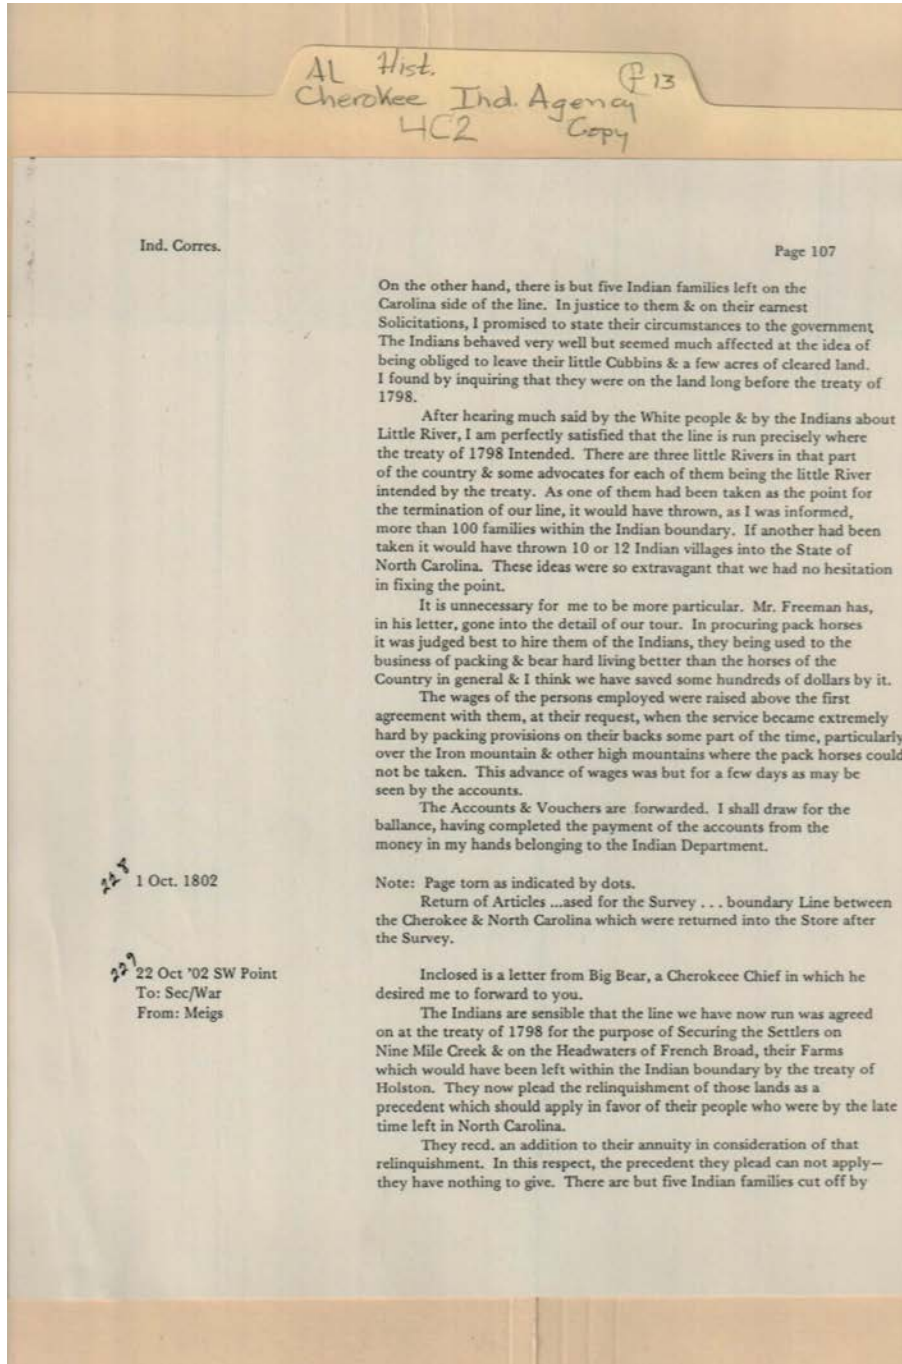 AL Hist. P 13
Cherokee Ind. Agency
4C2 Copy
Ind. Corres.
Page 107
On the other hand, there is but five Indian families left on the
Carolina side of the line. In justice to them & on their earnest
Solicitations, I promised to state their circumstances to the government.
The Indians behaved very well but seemed much affected at the idea of
being obliged to leave their little Cubbins & a few acres of cleared land.
I found by inquiring that they were on the land long before the treaty of
1798.
After hearing much said by the White people & by the Indians about
Little River, I am perfectly satisfied that the line is run precisely where
the treaty of 1798 Intended. There are three little Rivers in that part
of the country & some advocates for each of them being the little River
intended by the treaty. As one of them had been taken as the point for
the termination of our line, it would have thrown, as I was informed,
more than 100 families within the Indian boundary. If another had been
taken it would have thrown 10 or 12 Indian villages into the State of
North Carolina. These ideas were so extravagant that we had no hesitation
in fixing the point.
It is unnecessary for me to be more particular. Mr. Freeman has,
in his letter, gone into the detail of our tour. In procuring pack horses
it was judged best to hire them of the Indians, they being used to the
business of packing & bear hard living better than the horses of the
Country in general & I think we have saved some hundreds of dollars by it.
The wages of the persons employed were raised above the first
agreement with them, at their request, when the service became extremely
hard by packing provisions on their backs some part of the time, particularly
over the Iron mountain & other high mountains where the pack horses could
not be taken. This advance of wages was but for a few days as may be
seen by the accounts.
The Accounts & Vouchers are forwarded. I shall draw for the
ballance, having completed the payment of the accounts from the
money in my hands belonging to the Indian Department.
228 1 Oct. 1802
Note: Page torn as indicated by dots.
Return of Articles ...ased for the Survey . . . boundary Line between
the Cherokee & North Carolina which were returned into the Store after
the Survey.
229 22 Oct '02 SW Point
To: Sec/War
From: Meigs
Inclosed is a letter from Big Bear, a Cherokeee Chief in which he
desired me to forward to you.
The Indians are sensible that the line we have now run was agreed
on at the treaty of 1798 for the purpose of Securing the Settlers on
Nine Mile Creek & on the Headwaters of French Broad, their Farms
which would have been left within the Indian boundary by the treaty of
Holston. They now plead the relinquishment of those lands as a
precedent which should apply in favor of their people who were by the late
time left in North Carolina.
They recd. an addition to their annuity in consideration of that
relinquishment. In this respect, the precedent they plead can not apply—
they have nothing to give. There are but five Indian families cut off by